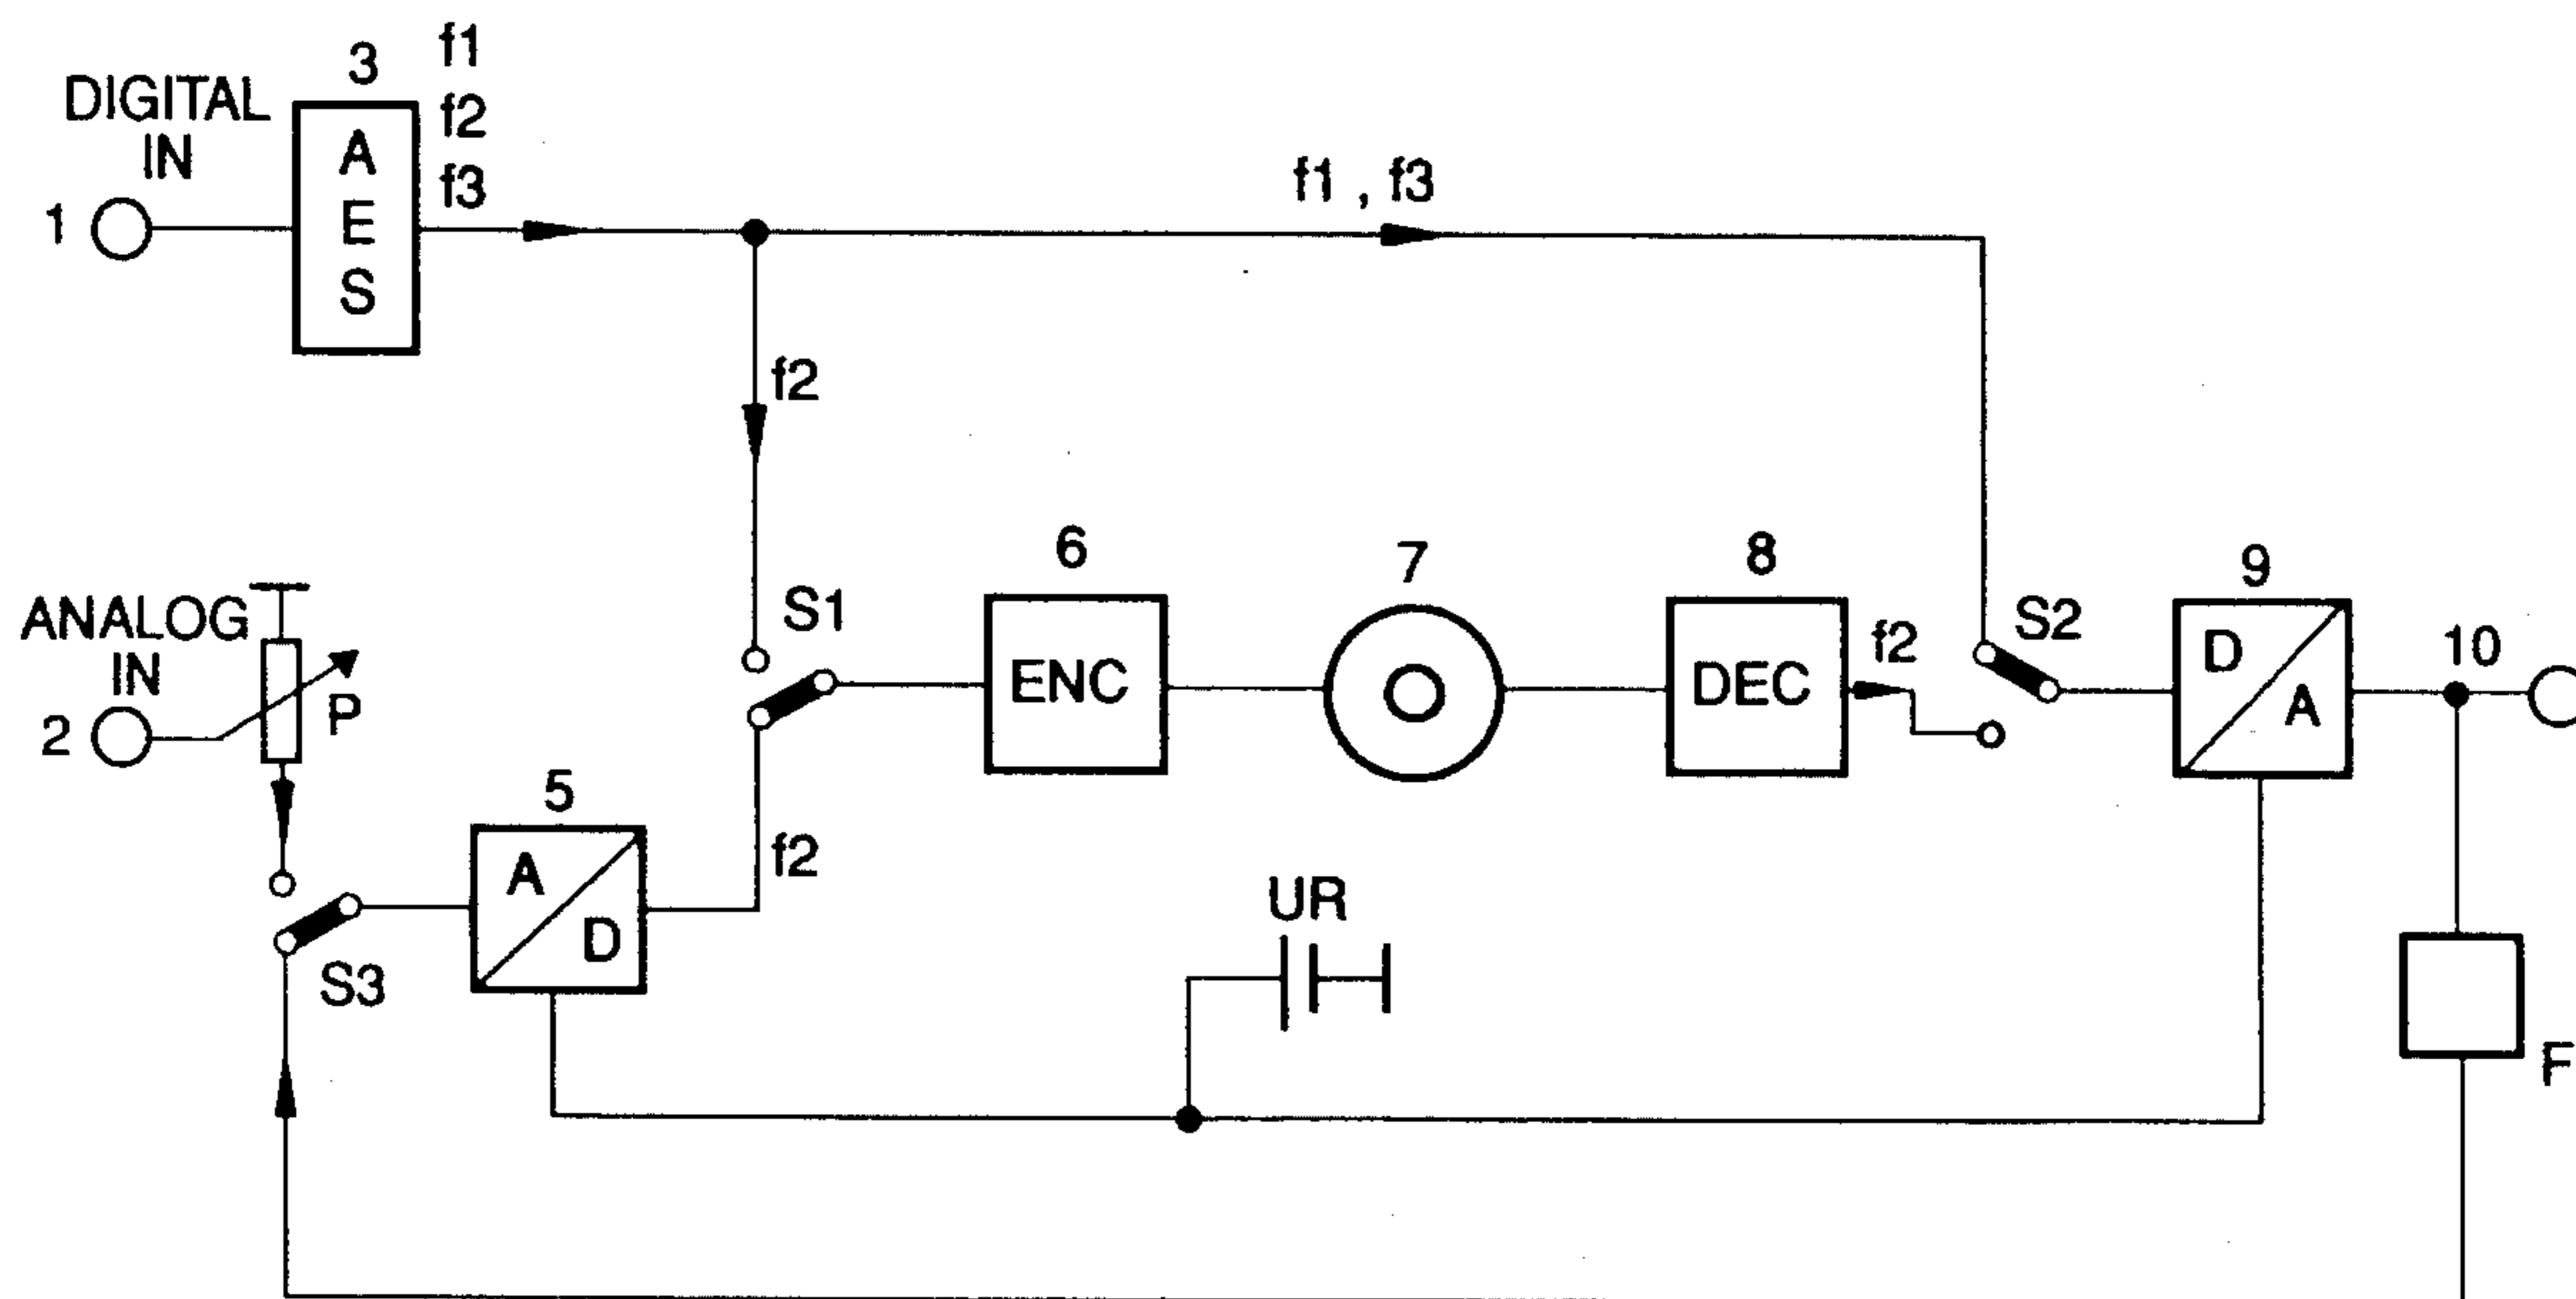 3
f1
f2
f3
DIGITAL
IN
1
A
E
S
f1 , f3
f2
ANALOG
IN
2
P
S1
6
ENC
7
8
DEC
f2
S2
9
D
A
10
5
A
D
f2
S3
UR
F